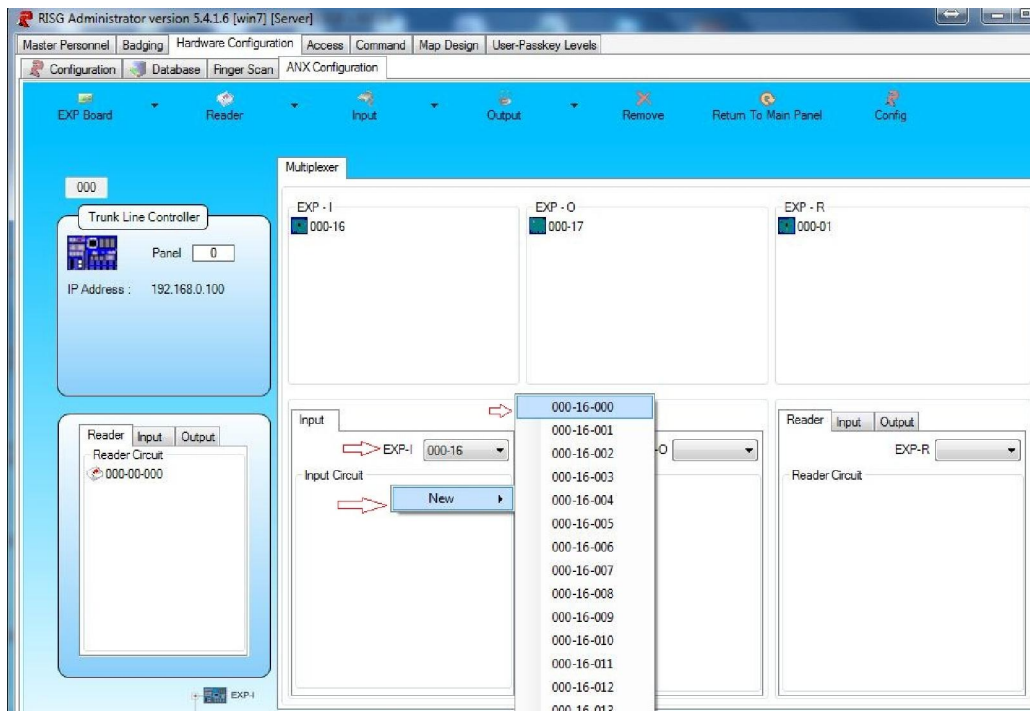 RISG Administrator version 5.4.1.6 [win7] [Server]
Master Personnel Badging Hardware Configuration Access Command Map Design User-Passkey Levels
Configuration Database Finger Scan ANX Configuration
EXP Board Reader Input Output Remove Return To Main Panel Config
Multiplexer
000
Trunk Line Controller
Panel 0
IP Address : 192.168.0.100
EXP - I
000-16
EXP - O
000-17
EXP - R
000-01
Reader Input Output
Reader Circuit
000-00-000
EXP-I
Input
EXP-I 000-16
Input Circuit
New
000-16-000
000-16-001
000-16-002
000-16-003
000-16-004
000-16-005
000-16-006
000-16-007
000-16-008
000-16-009
000-16-010
000-16-011
000-16-012
000-16-013
-O
Reader Input Output
EXP-R
Reader Circuit